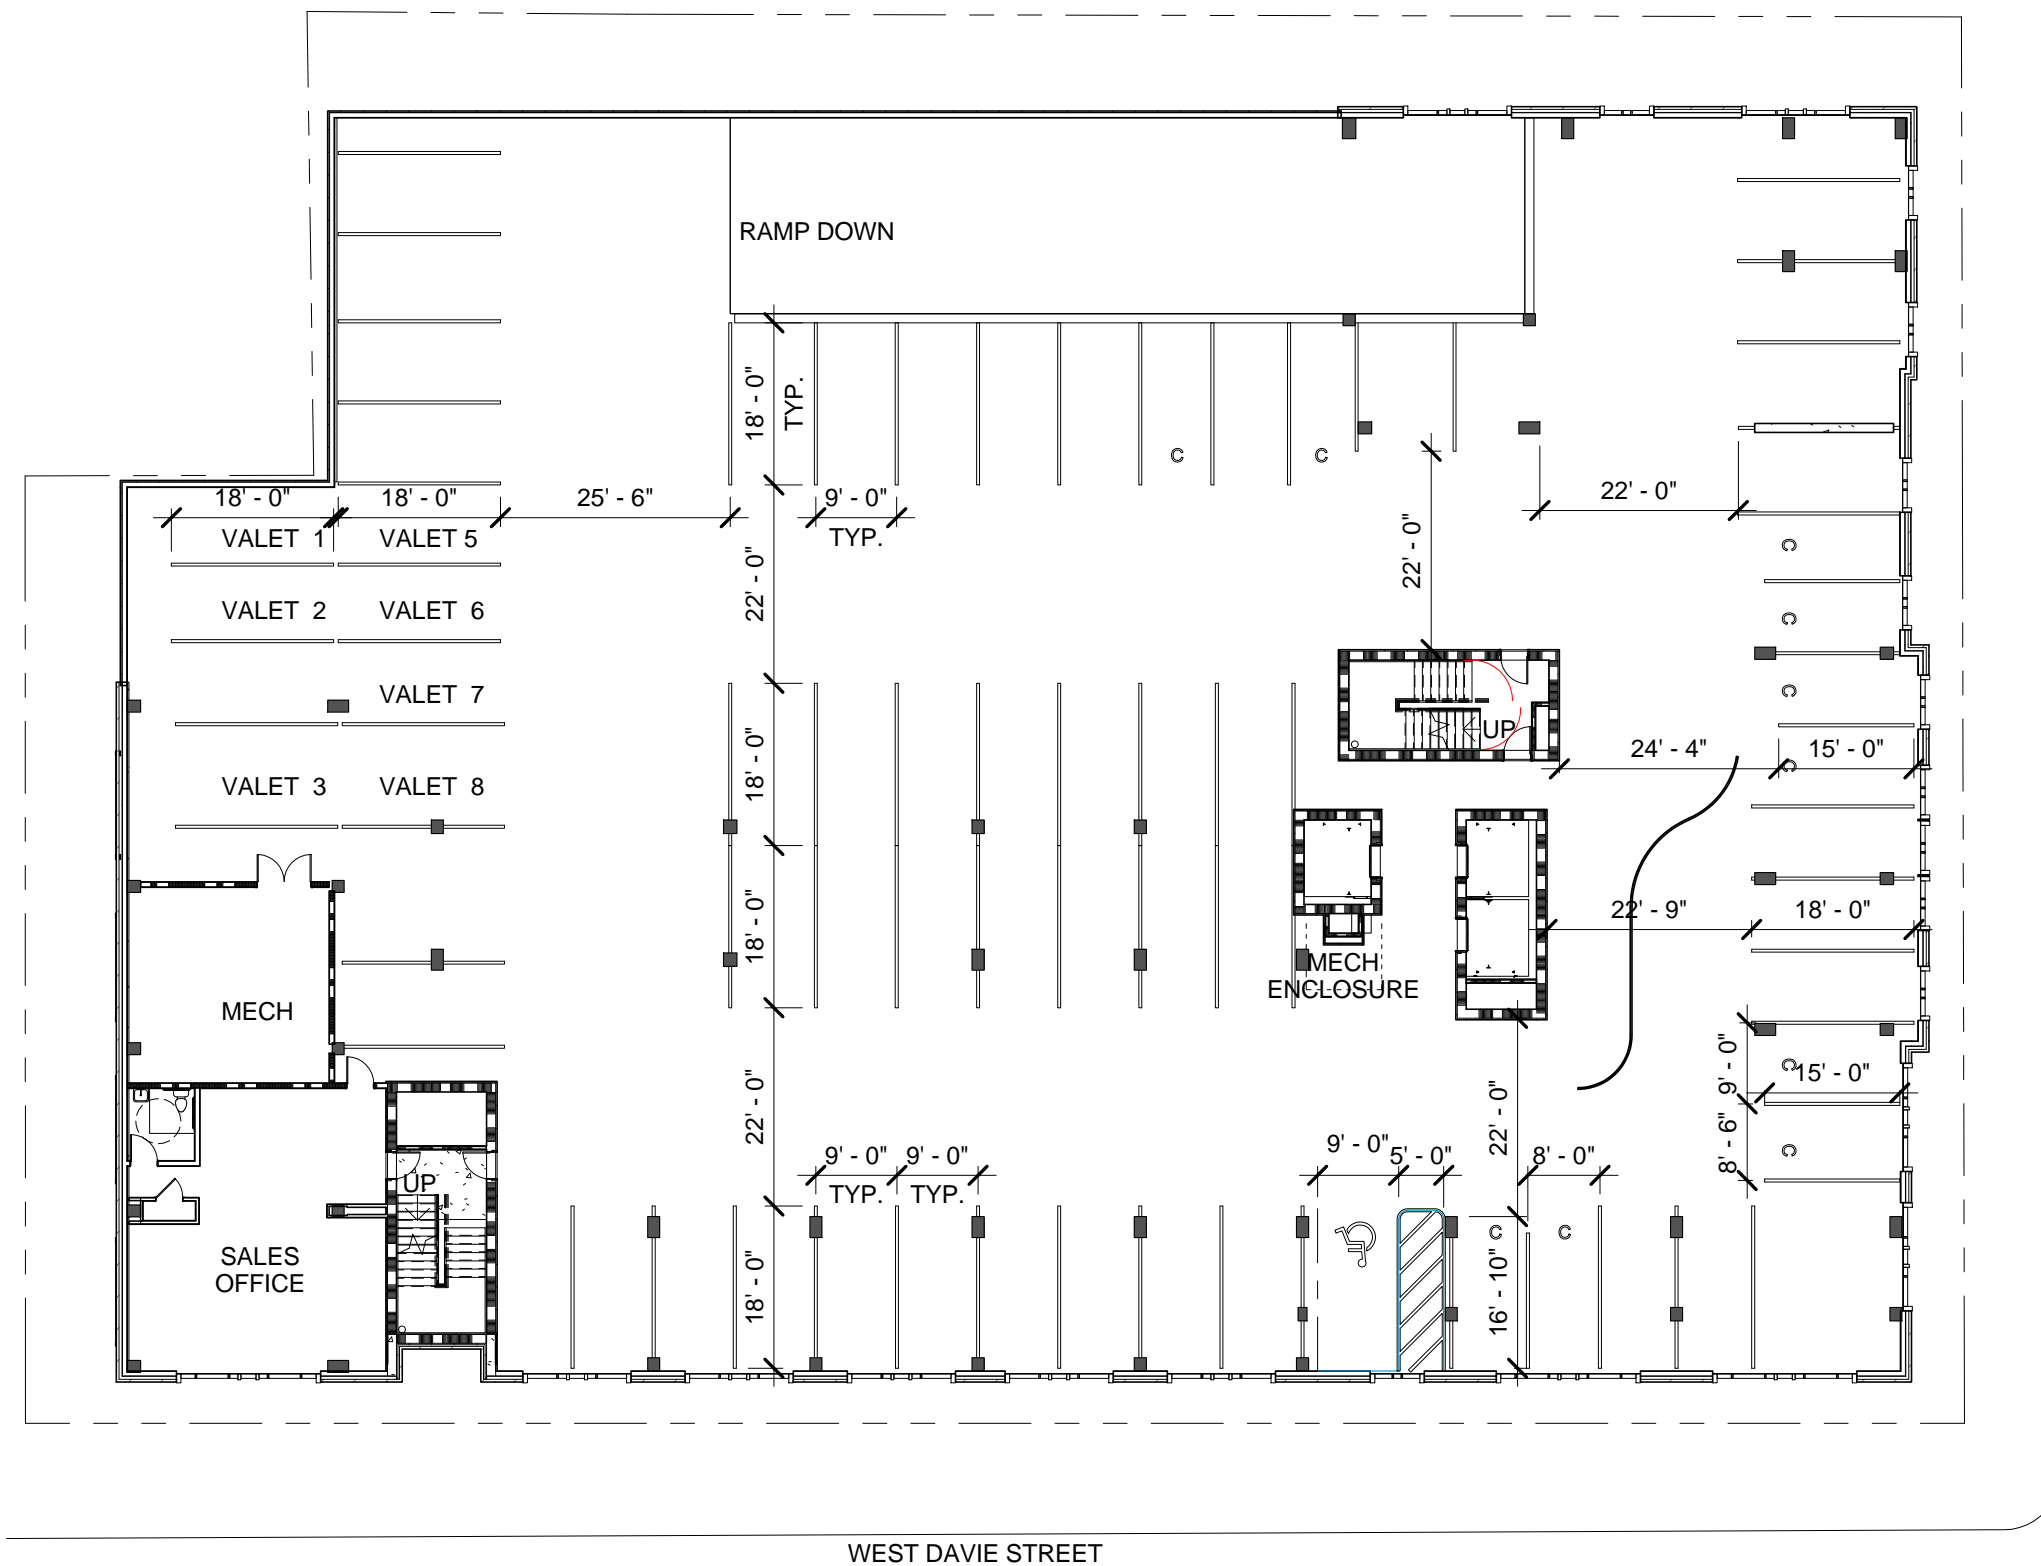 RAMP DOWN
18' - 0"
TYP.
C
C
18' - 0"
18' - 0"
25' - 6"
9' - 0"
TYP.
22' - 0"
22' - 0"
22' - 0"
VALET 1
VALET 5
C
VALET 2
VALET 6
C
VALET 7
C
UP
24' - 4"
15' - 0"
C
VALET 3
VALET 8
18' - 0"
18' - 0"
22' - 9"
18' - 0"
MECH
ENCLOSURE
MECH
9' - 0"
C
15' - 0"
22' - 0"
22' - 0"
8' - 6"
C
9' - 0"
TYP.
9' - 0"
TYP.
9' - 0"
5' - 0"
8' - 0"
UP
C
C
SALES
OFFICE
18' - 0"
16' - 10"
WEST DAVIE STREET